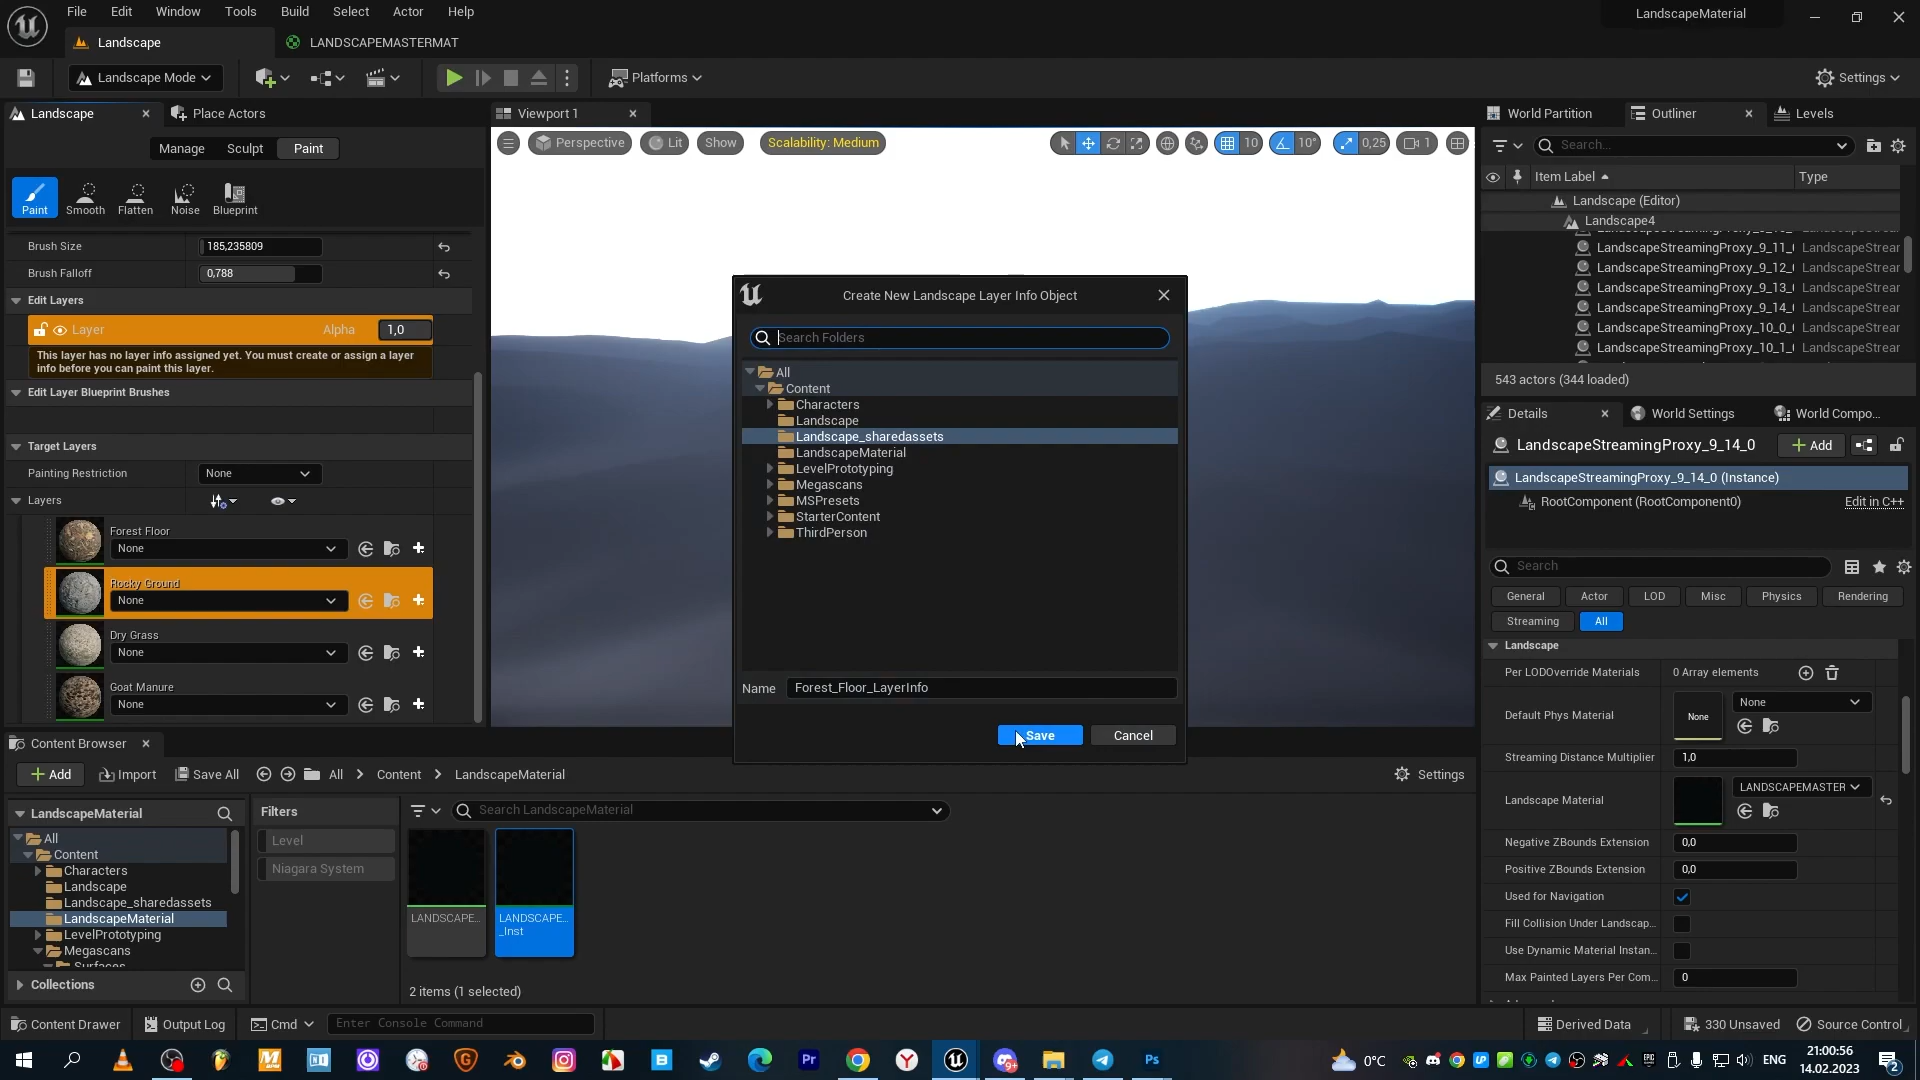 File Edit Window Tools Build Select Actor Help
LandscapeMaterial
Landscape
LANDSCAPEMASTERMAT
Landscape Mode
Platforms
Settings
Landscape
Place Actors
Manage Sculpt Paint
Paint Smooth Flatten Noise Blueprint
Brush Size 185,235809
Brush Falloff 0,788
Edit Layers
Layer Alpha 1,0
This layer has no layer info assigned yet. You must create or assign a layer
info before you can paint this layer.
Edit Layer Blueprint Brushes
Target Layers
Painting Restriction None
Layers
Forest Floor
None
Rocky Ground
None
Dry Grass
None
Goat Manure
None
Viewport 1
Perspective Lit Show Scalability: Medium 10 10° 0,25 1
Create New Landscape Layer Info Object
Search Folders
All
Content
Characters
Landscape
Landscape_sharedassets
LandscapeMaterial
LevelPrototyping
Megascans
MSPresets
StarterContent
ThirdPerson
Name Forest_Floor_LayerInfo
Save Cancel
World Partition Outliner Levels
Search...
Item Label Type
Landscape (Editor)
Landscape4
LandscapeStreamingProxy_9_11_( LandscapeStrear
LandscapeStreamingProxy_9_12_( LandscapeStrear
LandscapeStreamingProxy_9_13_( LandscapeStrear
LandscapeStreamingProxy_9_14_( LandscapeStrear
LandscapeStreamingProxy_10_0_( LandscapeStrear
LandscapeStreamingProxy_10_1_( LandscapeStrear
543 actors (344 loaded)
Details World Settings World Compo...
LandscapeStreamingProxy_9_14_0 Add
LandscapeStreamingProxy_9_14_0 (Instance)
RootComponent (RootComponent0) Edit in C++
Search
General Actor LOD Misc Physics Rendering
Streaming All
Landscape
Per LODOverride Materials 0 Array elements
Default Phys Material None None
Streaming Distance Multiplier 1,0
Landscape Material LANDSCAPEMASTER
Negative ZBounds Extension 0,0
Positive ZBounds Extension 0,0
Used for Navigation
Fill Collision Under Landscap...
Use Dynamic Material Instan...
Max Painted Layers Per Com... 0
Content Browser
Add Import Save All All Content LandscapeMaterial Settings
LandscapeMaterial
All
Content
Characters
Landscape
Landscape_sharedassets
LandscapeMaterial
LevelPrototyping
Megascans
Surfaces
Collections
Filters
Level
Niagara System
Search LandscapeMaterial
LANDSCAPE...
LANDSCAPE...
_Inst
2 items (1 selected)
Content Drawer Output Log Cmd Enter Console Command Derived Data 330 Unsaved Source Control
0°C ENG 21:00:56
14.02.2023